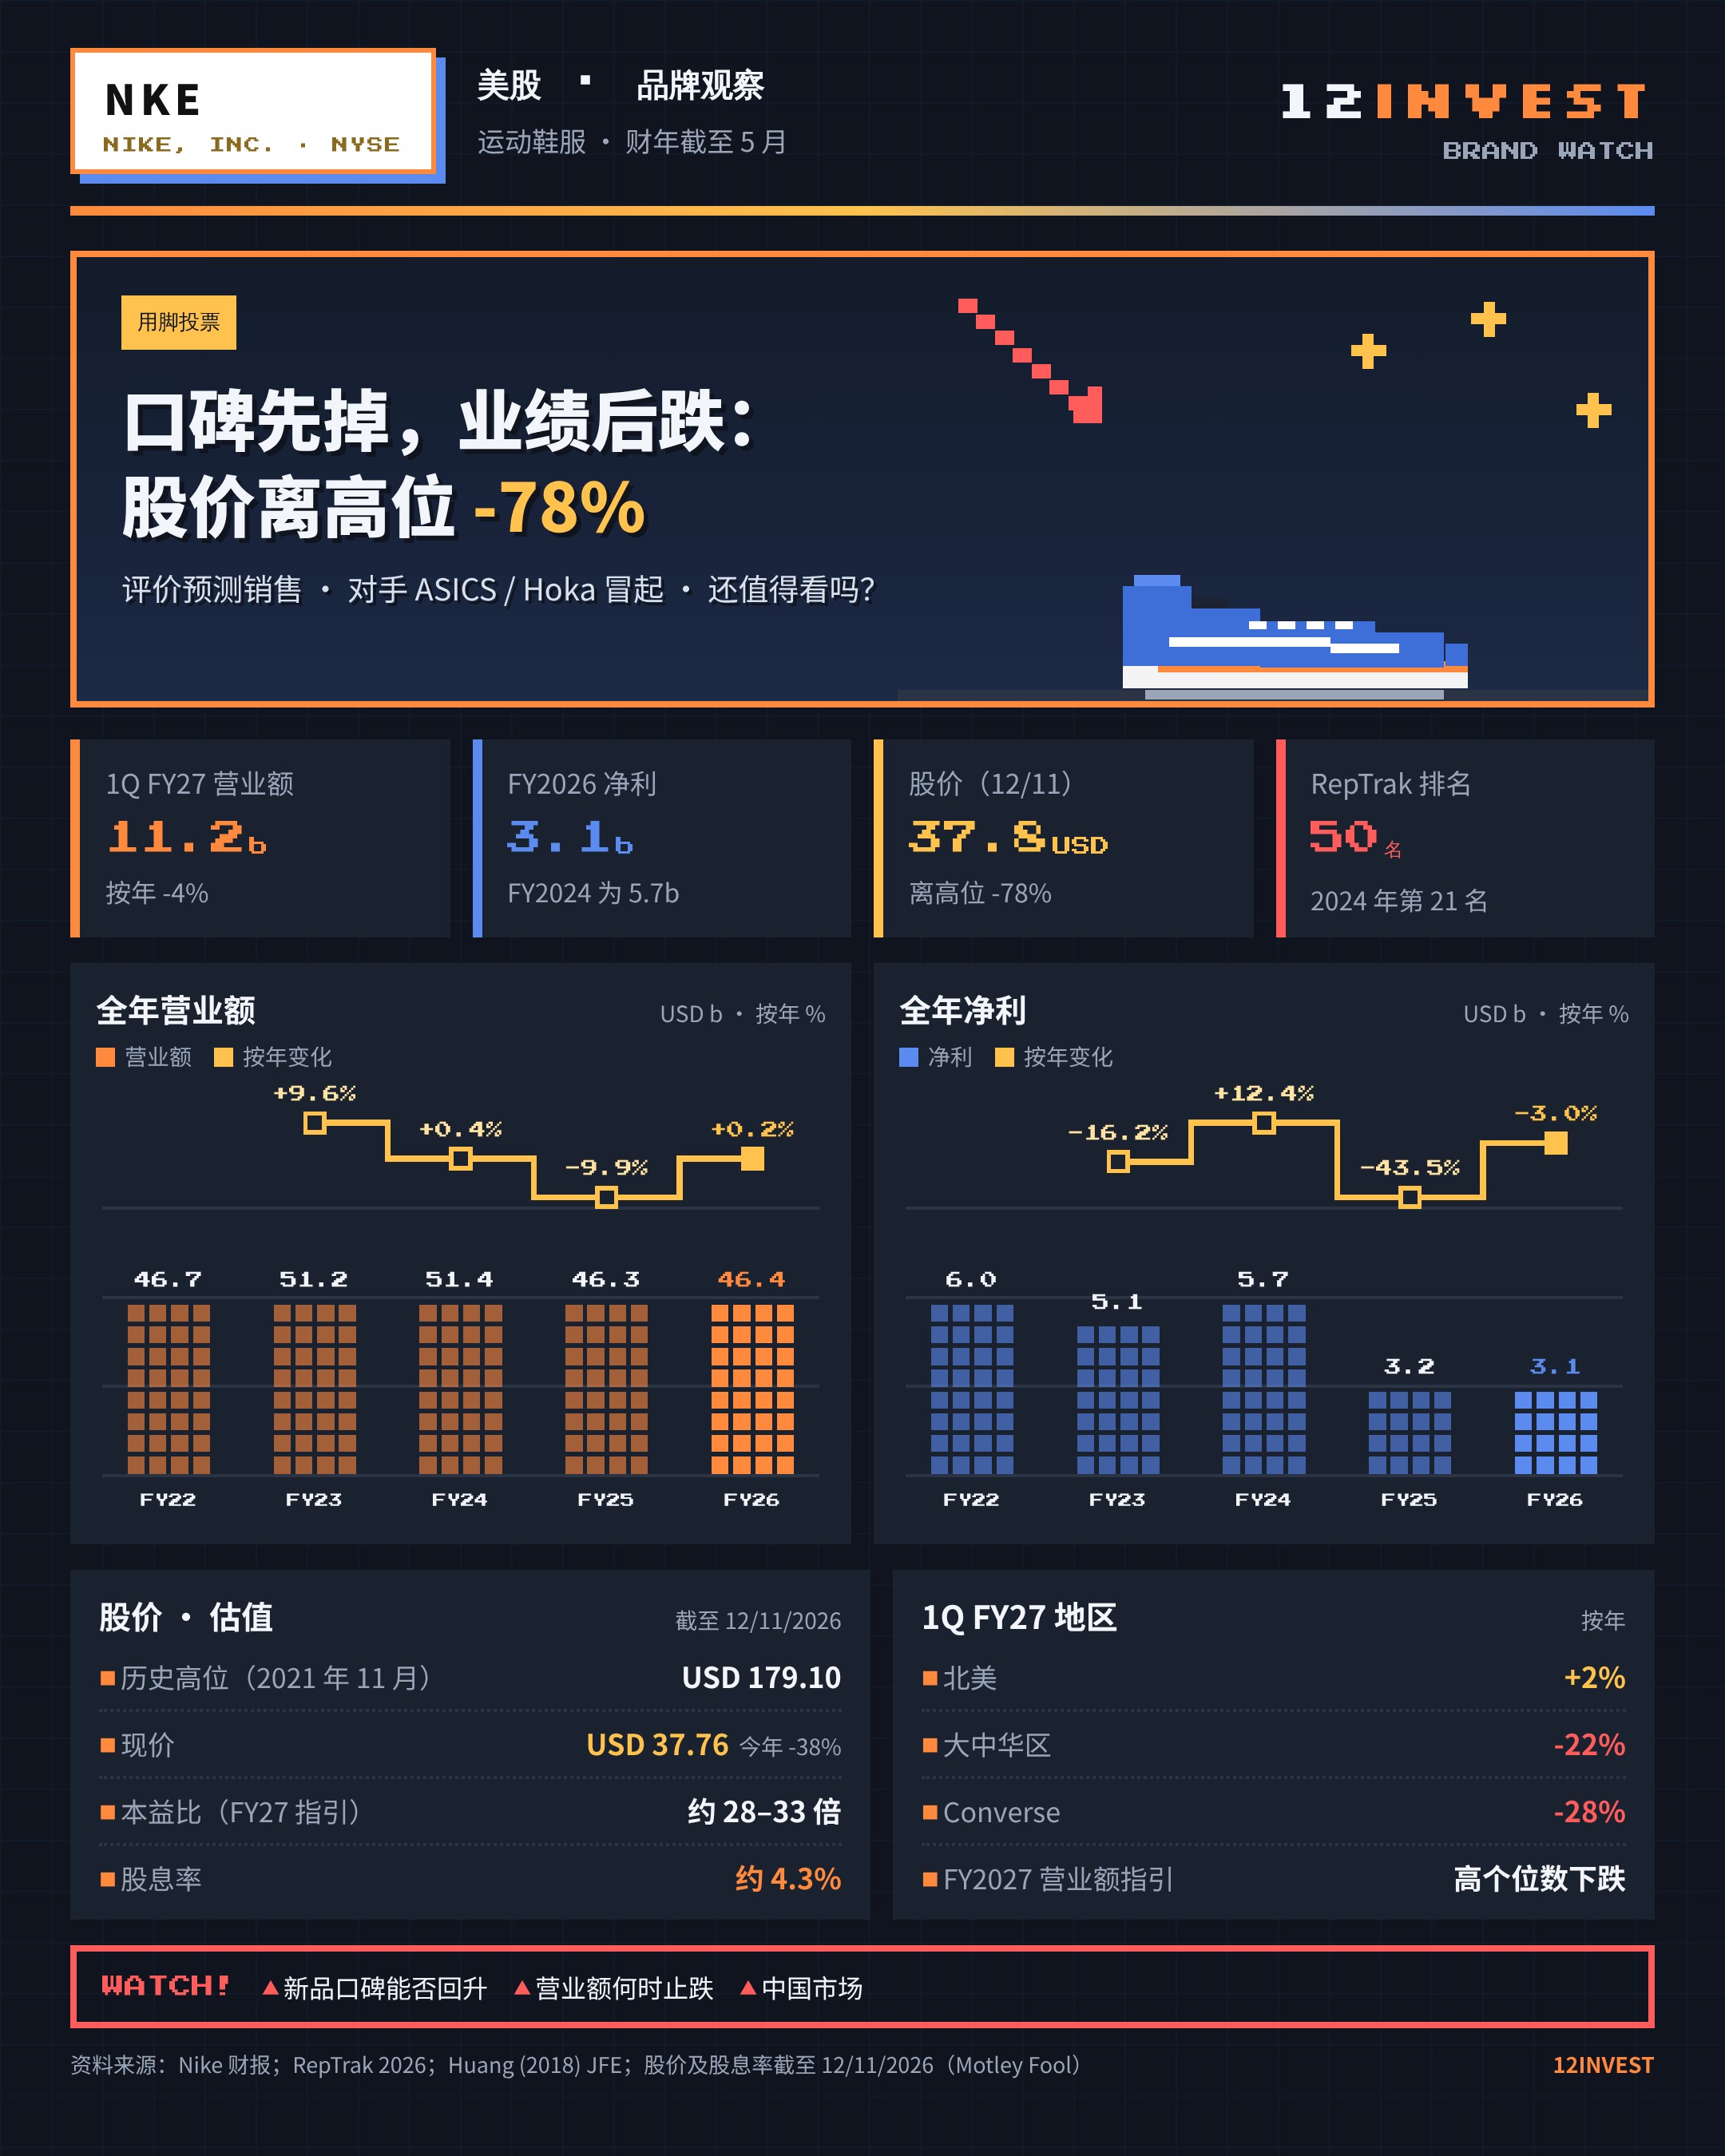 NKE
NIKE, INC. · NYSE
美股 · 品牌观察
运动鞋服 · 财年截至 5 月
12INVEST
BRAND WATCH
用脚投票
口碑先掉，业绩后跌：
股价离高位 -78%
评价预测销售 · 对手 ASICS / Hoka 冒起 · 还值得看吗？
1Q FY27 营业额
11.2b
按年 -4%
FY2026 净利
3.1b
FY2024 为 5.7b
股价（12/11）
37.8USD
离高位 -78%
RepTrak 排名
50名
2024 年第 21 名
全年营业额
USD b · 按年 %
营业额 按年变化
+9.6%
+0.4%
-9.9%
+0.2%
46.7 51.2 51.4 46.3 46.4
FY22 FY23 FY24 FY25 FY26
全年净利
USD b · 按年 %
净利 按年变化
-16.2%
+12.4%
-43.5%
-3.0%
6.0 5.1 5.7 3.2 3.1
FY22 FY23 FY24 FY25 FY26
股价 · 估值
截至 12/11/2026
历史高位（2021 年 11 月） USD 179.10
现价 USD 37.76 今年 -38%
本益比（FY27 指引） 约 28–33 倍
股息率 约 4.3%
1Q FY27 地区
按年
北美 +2%
大中华区 -22%
Converse -28%
FY2027 营业额指引 高个位数下跌
WATCH! ▲新品口碑能否回升 ▲营业额何时止跌 ▲中国市场
资料来源：Nike 财报；RepTrak 2026；Huang (2018) JFE；股价及股息率截至 12/11/2026（Motley Fool）
12INVEST